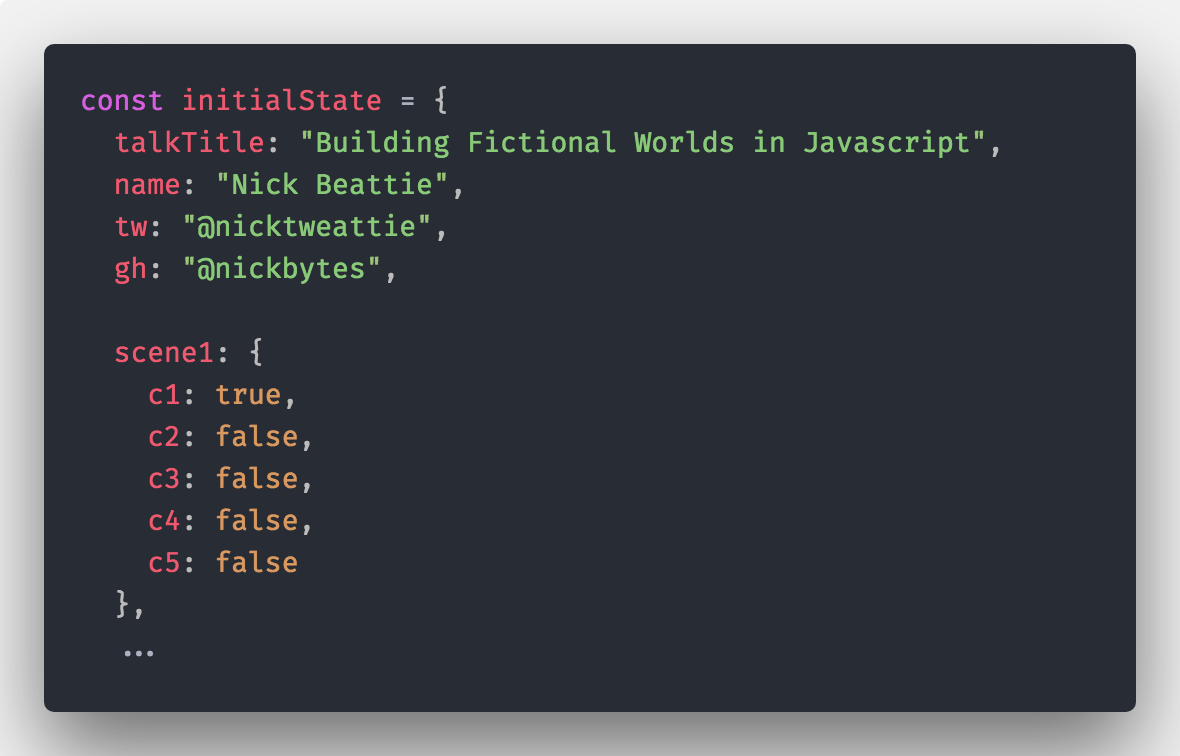 const initialState = {
  talkTitle: "Building Fictional Worlds in Javascript",
  name: "Nick Beattie",
  tw: "@nicktweattie",
  gh: "@nickbytes",

  scene1: {
    c1: true,
    c2: false,
    c3: false,
    c4: false,
    c5: false
  },
  ...